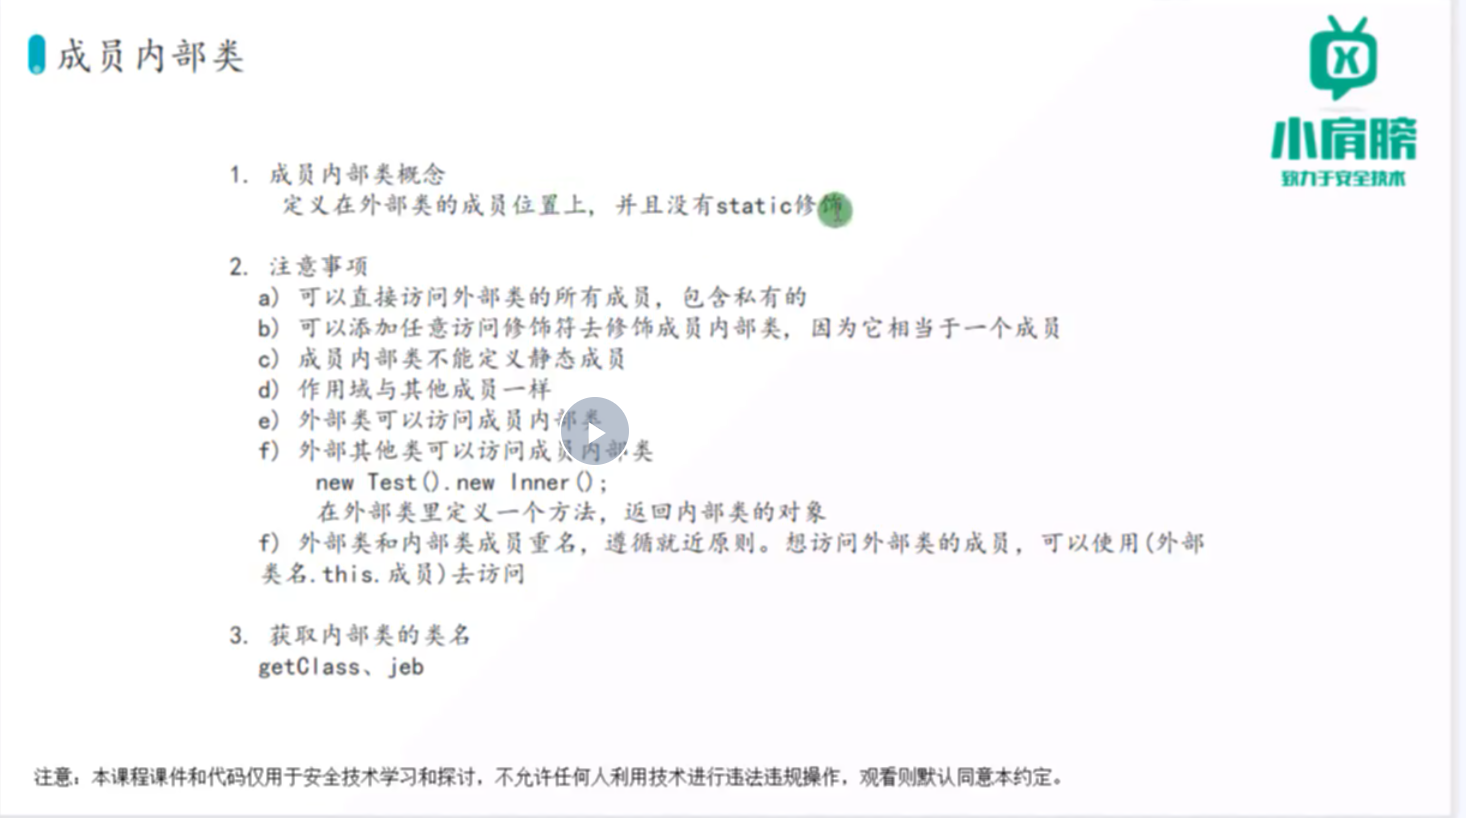 成员内部类
X
小肩膀
致力于安全技术
1. 成员内部类概念
定义在外部类的成员位置上, 并且没有static修饰
2. 注意事项
a) 可以直接访问外部类的所有成员, 包含私有的
b) 可以添加任意访问修饰符去修饰成员内部类, 因为它相当于一个成员
c) 成员内部类不能定义静态成员
d) 作用域与其他成员一样
e) 外部类可以访问成员内部类
f) 外部其他类可以访问成员内部类
new Test().new Inner();
在外部类里定义一个方法, 返回内部类的对象
f) 外部类和内部类成员重名, 遵循就近原则。想访问外部类的成员, 可以使用(外部
类名.this.成员)去访问
3. 获取内部类的类名
getClass、jeb
注意：本课程课件和代码仅用于安全技术学习和探讨，不允许任何人利用技术进行违法违规操作，观看则默认同意本约定。